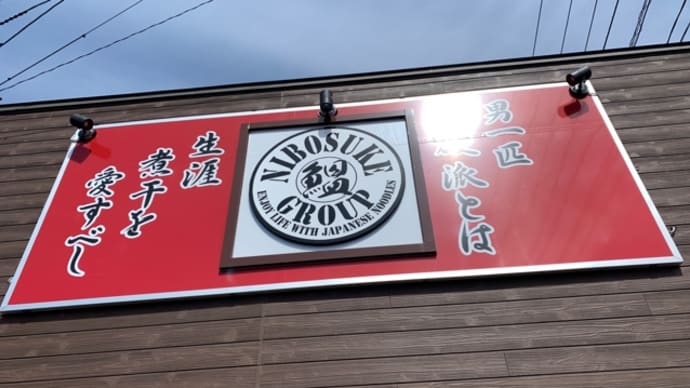 男一匹
派とは
NIBOSUKE
鰮
GROUP
ENJOY LIFE WITH JAPANESE NOODLES
生涯
煮干を
愛すべし